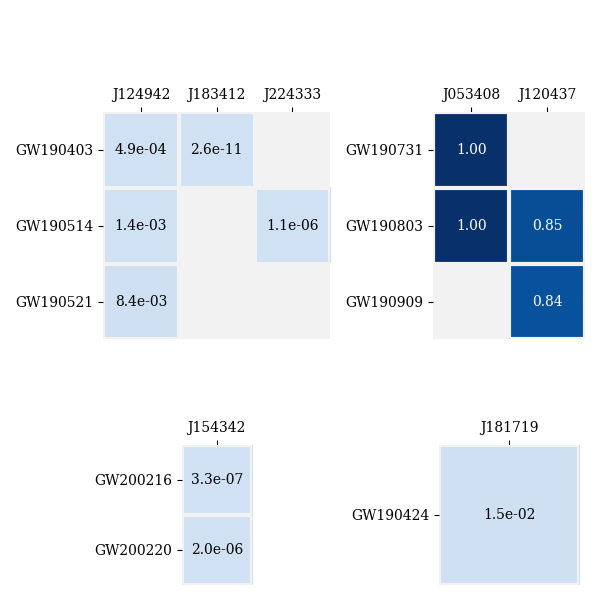 J124942 J183412 J224333
GW190403 4.9e-04 2.6e-11
GW190514 1.4e-03 1.1e-06
GW190521 8.4e-03
J053408 J120437
GW190731 1.00
GW190803 1.00 0.85
GW190909 0.84
J154342
GW200216 3.3e-07
GW200220 2.0e-06
J181719
GW190424 1.5e-02